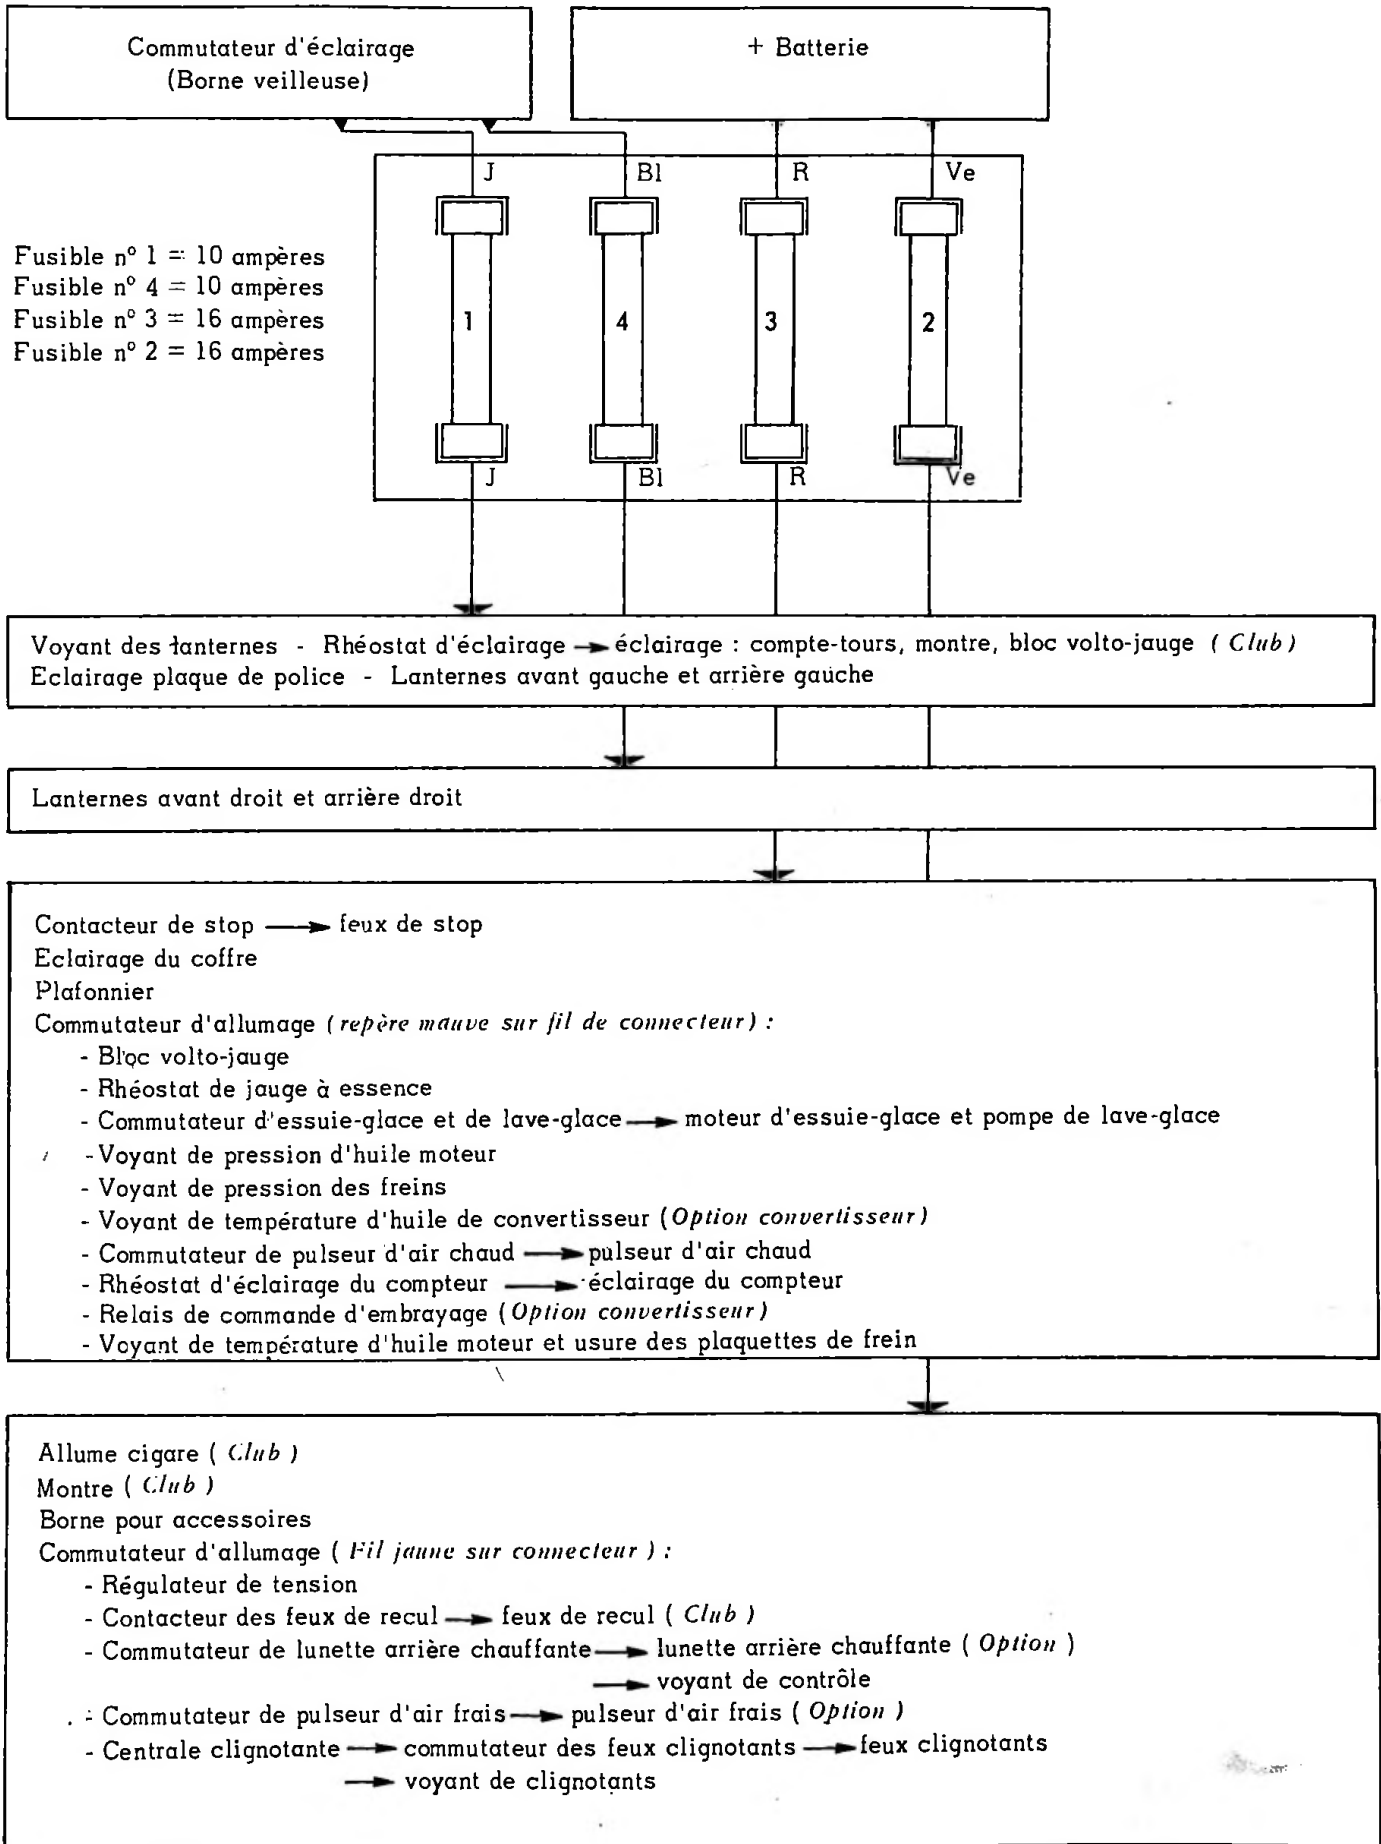 Commutateur d'éclairage
(Borne veilleuse)
+ Batterie
J
Bl
R
Ve
Fusible nº 1 = 10 ampères
Fusible nº 4 = 10 ampères
Fusible nº 3 = 16 ampères
Fusible nº 2 = 16 ampères
1
4
3
2
J
Bl
R
Ve
Voyant des lanternes - Rhéostat d'éclairage → éclairage : compte-tours, montre, bloc volto-jauge ( Club )
Eclairage plaque de police - Lanternes avant gauche et arrière gauche
Lanternes avant droit et arrière droit
Contacteur de stop → feux de stop
Eclairage du coffre
Plafonnier
Commutateur d'allumage ( repère mauve sur fil de connecteur ) :
- Bloc volto-jauge
- Rhéostat de jauge à essence
- Commutateur d'essuie-glace et de lave-glace → moteur d'essuie-glace et pompe de lave-glace
- Voyant de pression d'huile moteur
- Voyant de pression des freins
- Voyant de température d'huile de convertisseur ( Option convertisseur )
- Commutateur de pulseur d'air chaud → pulseur d'air chaud
- Rhéostat d'éclairage du compteur → éclairage du compteur
- Relais de commande d'embrayage ( Option convertisseur )
- Voyant de température d'huile moteur et usure des plaquettes de frein
Allume cigare ( Club )
Montre ( Club )
Borne pour accessoires
Commutateur d'allumage ( Fil jaune sur connecteur ) :
- Régulateur de tension
- Contacteur des feux de recul → feux de recul ( Club )
- Commutateur de lunette arrière chauffante → lunette arrière chauffante ( Option )
→ voyant de contrôle
- Commutateur de pulseur d'air frais → pulseur d'air frais ( Option )
- Centrale clignotante → commutateur des feux clignotants → feux clignotants
→ voyant de clignotants